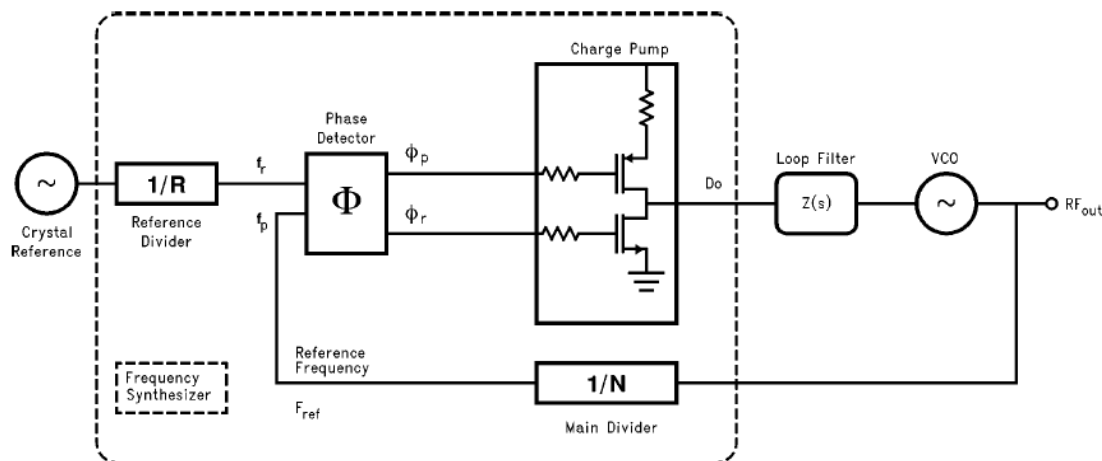 Charge Pump
Phase
Detector
Loop Filter
VCO
~
1/R
f_r
ϕ_p
Do
Z(s)
~
RF_out
Φ
Crystal
Reference
Reference
Divider
f_p
ϕ_r
Reference
Frequency
F_ref
1/N
Main Divider
Frequency
Synthesizer